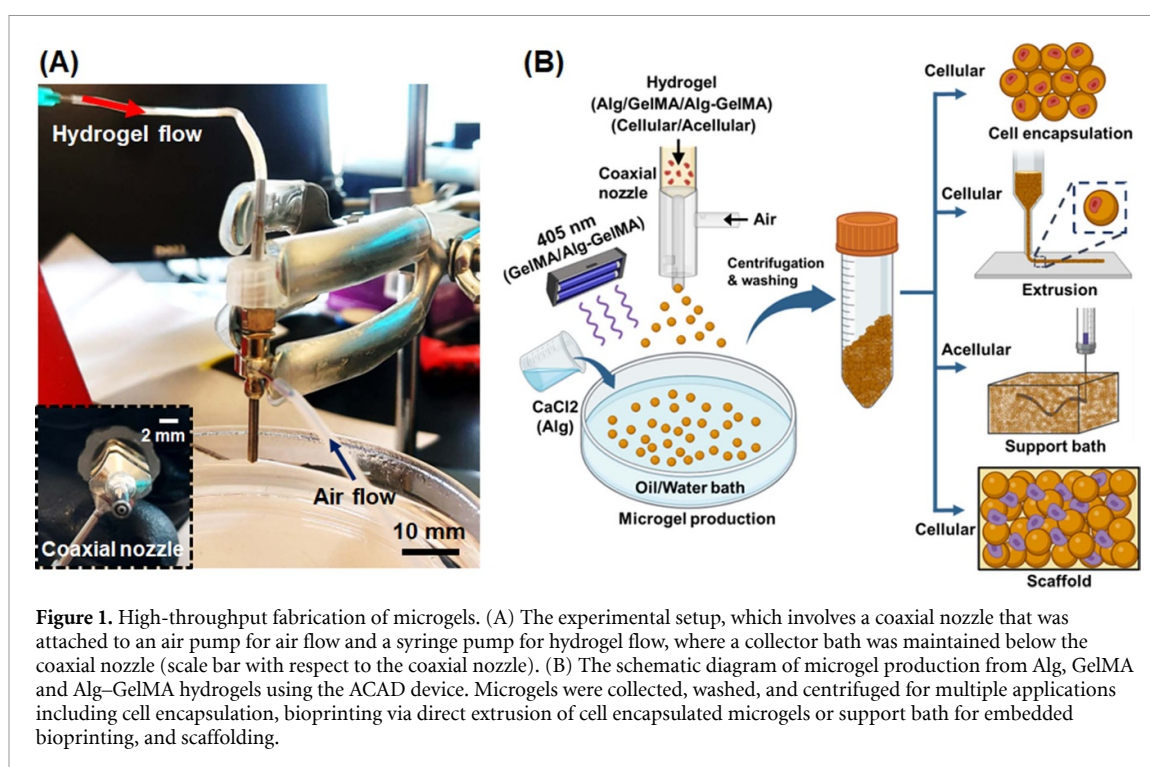 (A)
Hydrogel flow
Air flow
2 mm
Coaxial nozzle
10 mm
(B)
Hydrogel
(Alg/GelMA/Alg-GelMA)
(Cellular/Acellular)
Coaxial
nozzle
Air
405 nm
(GelMA/Alg-GelMA)
CaCl2
(Alg)
Oil/Water bath
Microgel production
Centrifugation
& washing
Cellular
Cell encapsulation
Cellular
Extrusion
Acellular
Support bath
Cellular
Scaffold
Figure 1. High-throughput fabrication of microgels. (A) The experimental setup, which involves a coaxial nozzle that was
attached to an air pump for air flow and a syringe pump for hydrogel flow, where a collector bath was maintained below the
coaxial nozzle (scale bar with respect to the coaxial nozzle). (B) The schematic diagram of microgel production from Alg, GelMA
and Alg–GelMA hydrogels using the ACAD device. Microgels were collected, washed, and centrifuged for multiple applications
including cell encapsulation, bioprinting via direct extrusion of cell encapsulated microgels or support bath for embedded
bioprinting, and scaffolding.